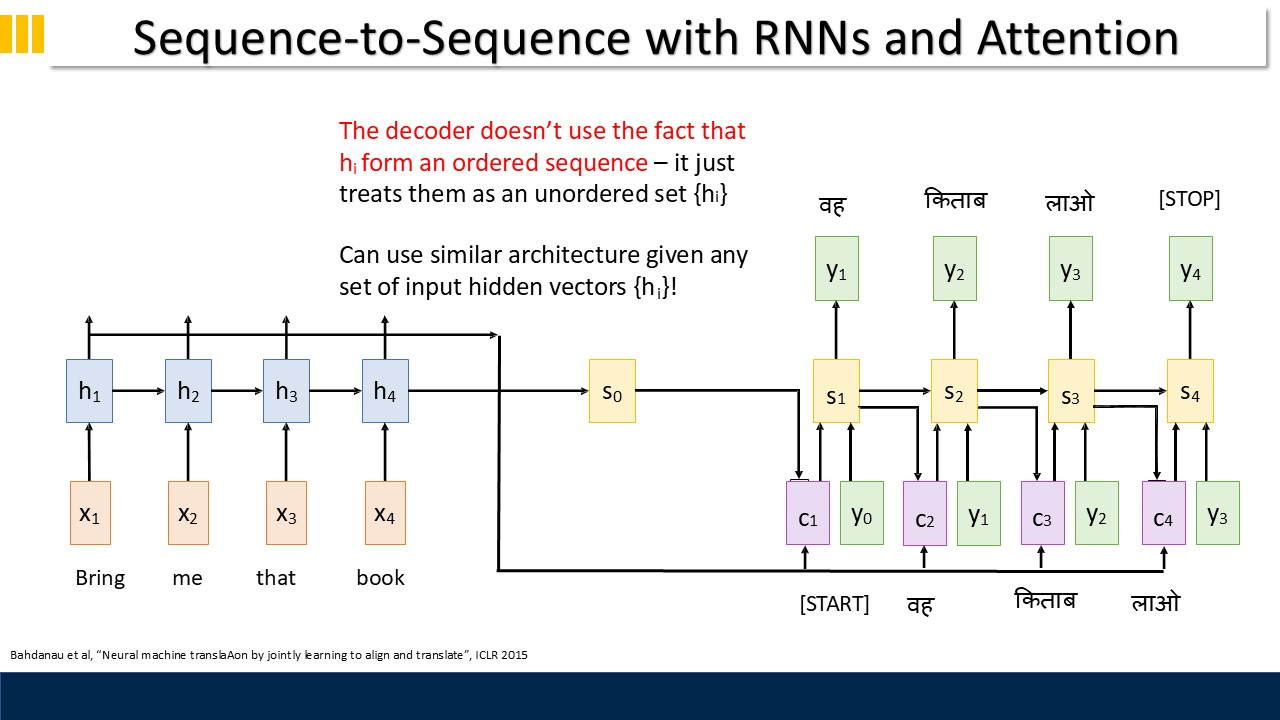 Sequence-to-Sequence with RNNs and Attention
The decoder doesn't use the fact that
hi form an ordered sequence – it just
treats them as an unordered set {hi}
Can use similar architecture given any
set of input hidden vectors {hi}!
वह किताब लाओ [STOP]
y1 y2 y3 y4
h1 h2 h3 h4 s0 s1 s2 s3 s4
x1 x2 x3 x4 c1 y0 c2 y1 c3 y2 c4 y3
Bring me that book
[START] वह किताब लाओ
Bahdanau et al, “Neural machine translaAon by jointly learning to align and translate”, ICLR 2015